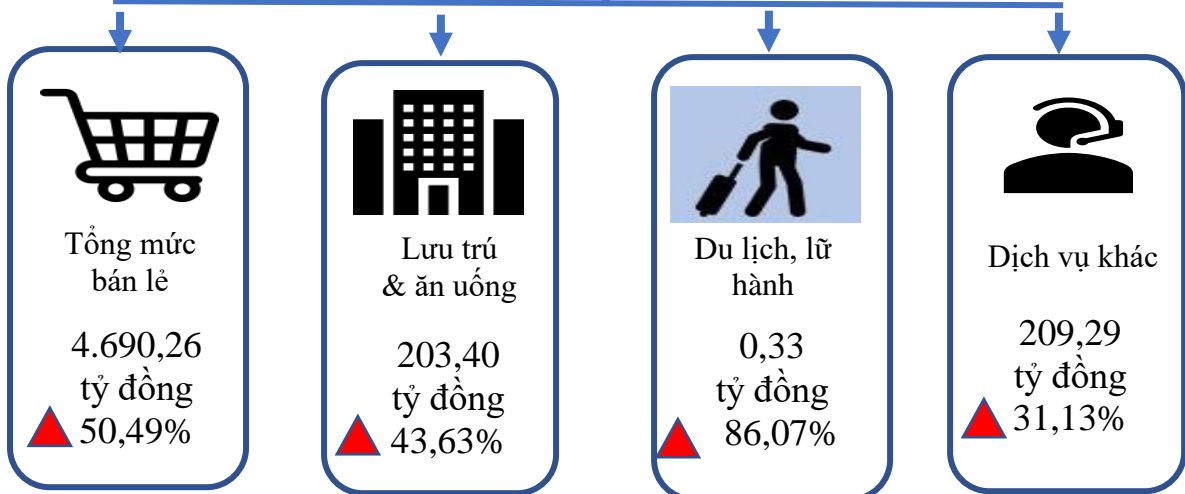 Tổng mức
bán lẻ
4.690,26
tỷ đồng
50,49%
Lưu trú
& ăn uống
203,40
tỷ đồng
43,63%
Du lịch, lữ
hành
0,33
tỷ đồng
86,07%
Dịch vụ khác
209,29
tỷ đồng
31,13%